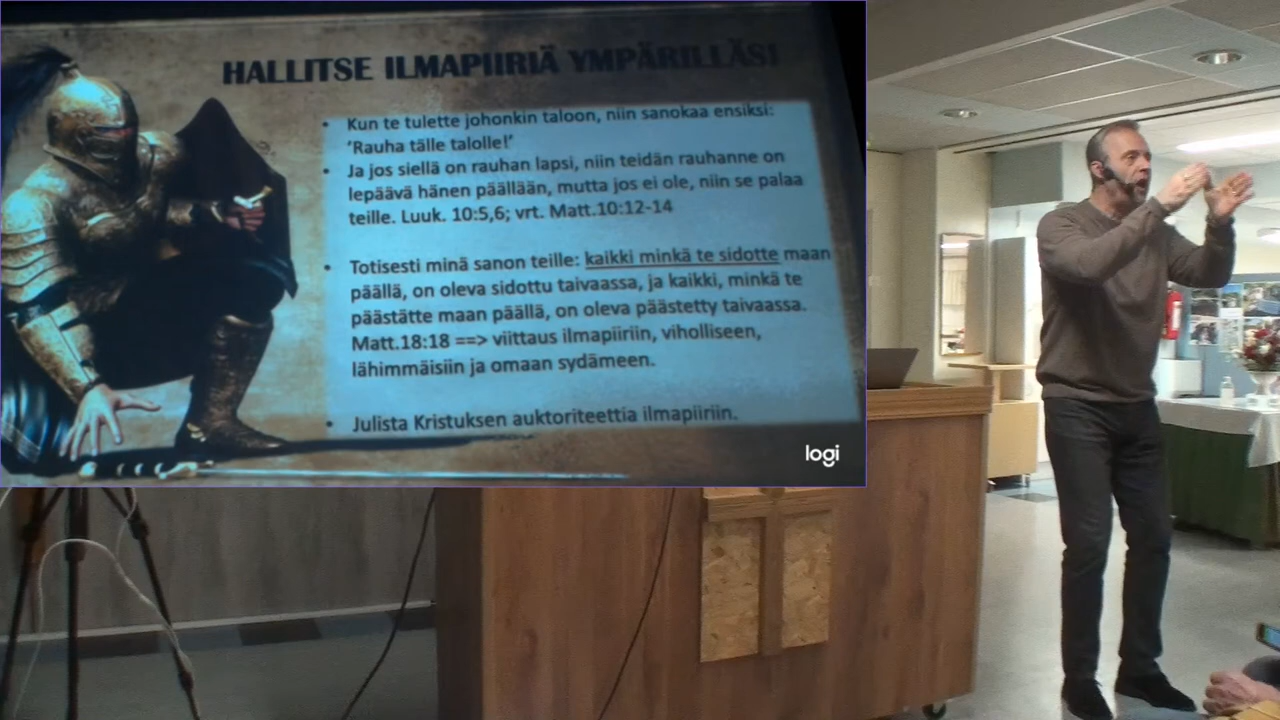 HALLITSE ILMAPIIRIÄ YMPÄRILLÄSI
• Kun te tulette johonkin taloon, niin sanokaa ensiksi:
'Rauha tälle talolle!'
• Ja jos siellä on rauhan lapsi, niin teidän rauhanne on
lepäävä hänen päällään, mutta jos ei ole, niin se palaa
teille. Luuk. 10:5,6; vrt. Matt.10:12-14
• Totisesti minä sanon teille: kaikki minkä te sidotte maan
päällä, on oleva sidottu taivaassa, ja kaikki, minkä te
päästätte maan päällä, on oleva päästetty taivaassa.
Matt.18:18 ==> viittaus ilmapiiriin, viholliseen,
lähimmäisiin ja omaan sydämeen.
• Julista Kristuksen auktoriteettia ilmapiiriin.
logi